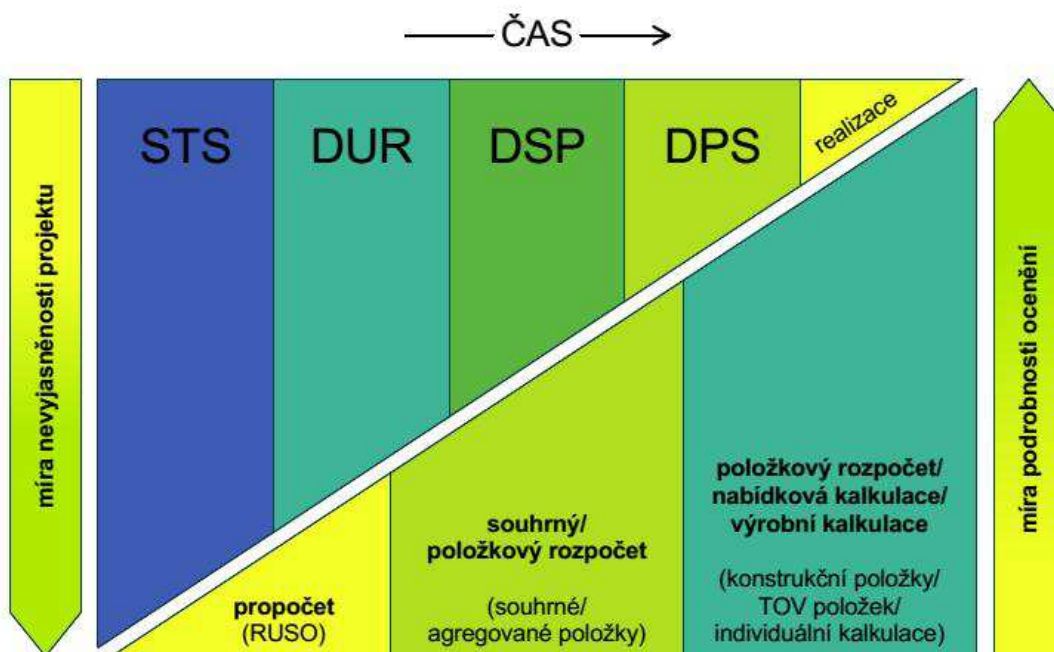 ČAS
STS
DUR
DSP
DPS
realizace
míra nevyjasněnosti projektu
míra podrobnosti ocenění
propočet
(RUSO)
souhrný/
položkový rozpočet
(souhrné/
agregované položky)
položkový rozpočet/
nabídková kalkulace/
výrobní kalkulace
(konstrukční položky/
TOV položek/
individuální kalkulace)